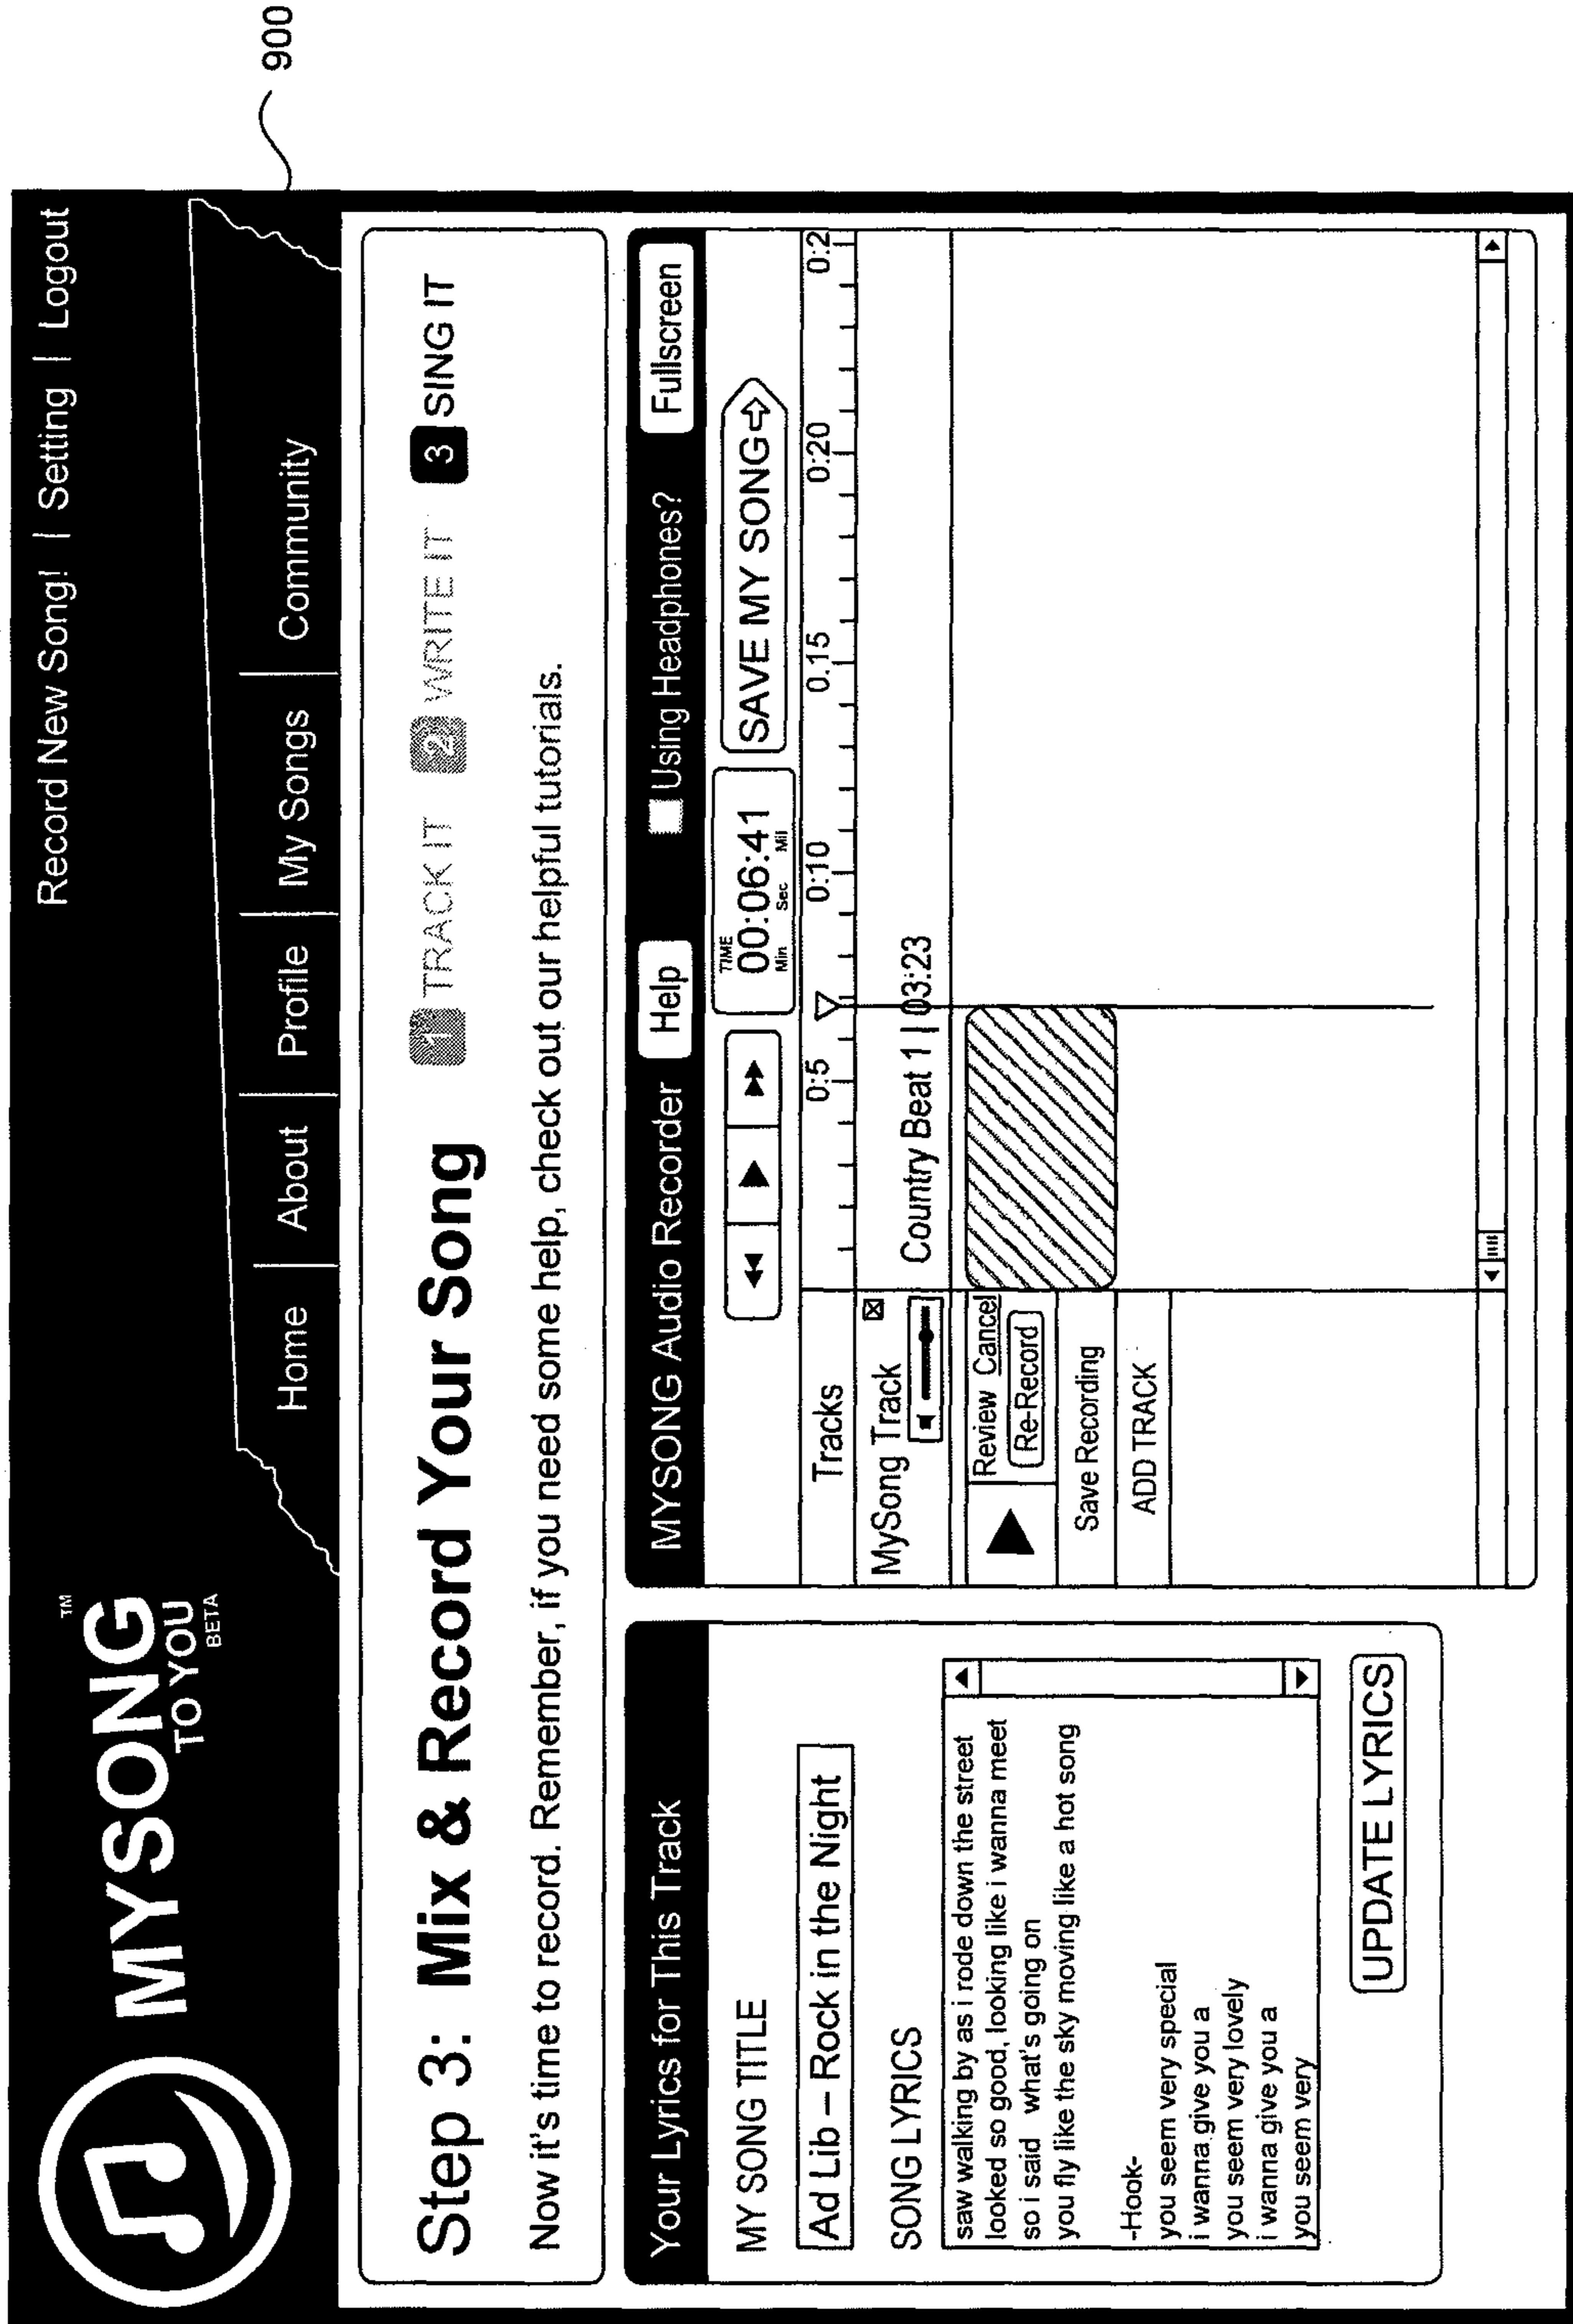 Record New Song! | Setting | Logout
MYSONG™
TO YOU
BETA
Home | About | Profile | My Songs | Community
900
Step 3: Mix & Record Your Song
1 TRACK IT 2 WRITE IT 3 SING IT
Now it's time to record. Remember, if you need some help, check out our helpful tutorials.
Your Lyrics for This Track
MY SONG TITLE
Ad Lib – Rock in the Night
SONG LYRICS
saw walking by as i rode down the street
looked so good, looking like i wanna meet
so i said what's going on
you fly like the sky moving like a hot song
-Hook-
you seem very special
i wanna give you a
you seem very lovely
i wanna give you a
you seem very
UPDATE LYRICS
MYSONG Audio Recorder Help Using Headphones? Fullscreen
TIME
00:06:41
Min Sec Mil
SAVE MY SONG
Tracks 0:5 0:10 0.15 0:20 0:2
MySong Track
Country Beat 1 | 03:23
Review Cancel
Re-Record
Save Recording
ADD TRACK